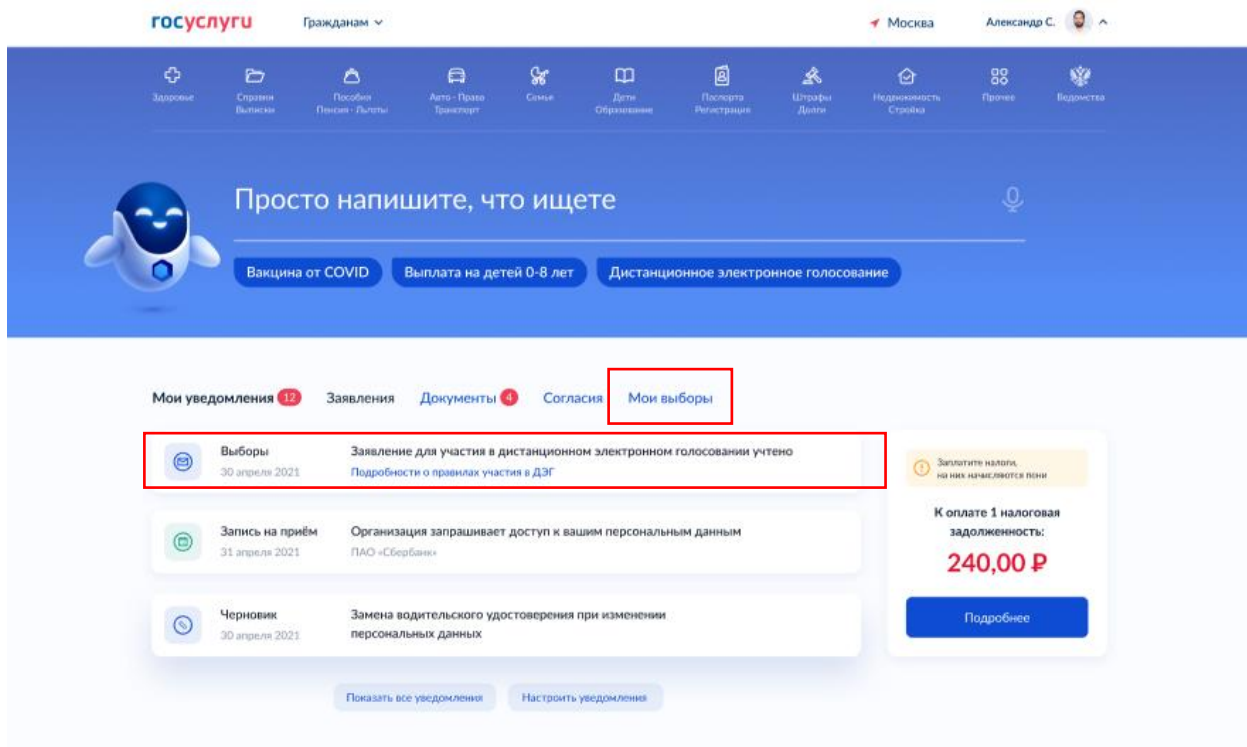 госуслуги
Гражданам
Москва
Александр С.
Здоровье
Справки
Выписки
Пособия
Пенсия · Льготы
Авто · Право
Транспорт
Семья
Дети
Образование
Паспорта
Регистрация
Штрафы
Долги
Недвижимость
Стройка
Прочее
Ведомства
Просто напишите, что ищете
Вакцина от COVID
Выплата на детей 0-8 лет
Дистанционное электронное голосование
Мои уведомления 12
Заявления
Документы 4
Согласия
Мои выборы
Выборы
30 апреля 2021
Заявление для участия в дистанционном электронном голосовании учтено
Подробности о правилах участия в ДЭГ
Запись на приём
31 апреля 2021
Организация запрашивает доступ к вашим персональным данным
ПАО «Сбербанк»
Черновик
30 апреля 2021
Замена водительского удостоверения при изменении
персональных данных
Показать все уведомления
Настроить уведомления
Заплатите налоги,
на них начисляются пени
К оплате 1 налоговая
задолженность:
240,00 ₽
Подробнее